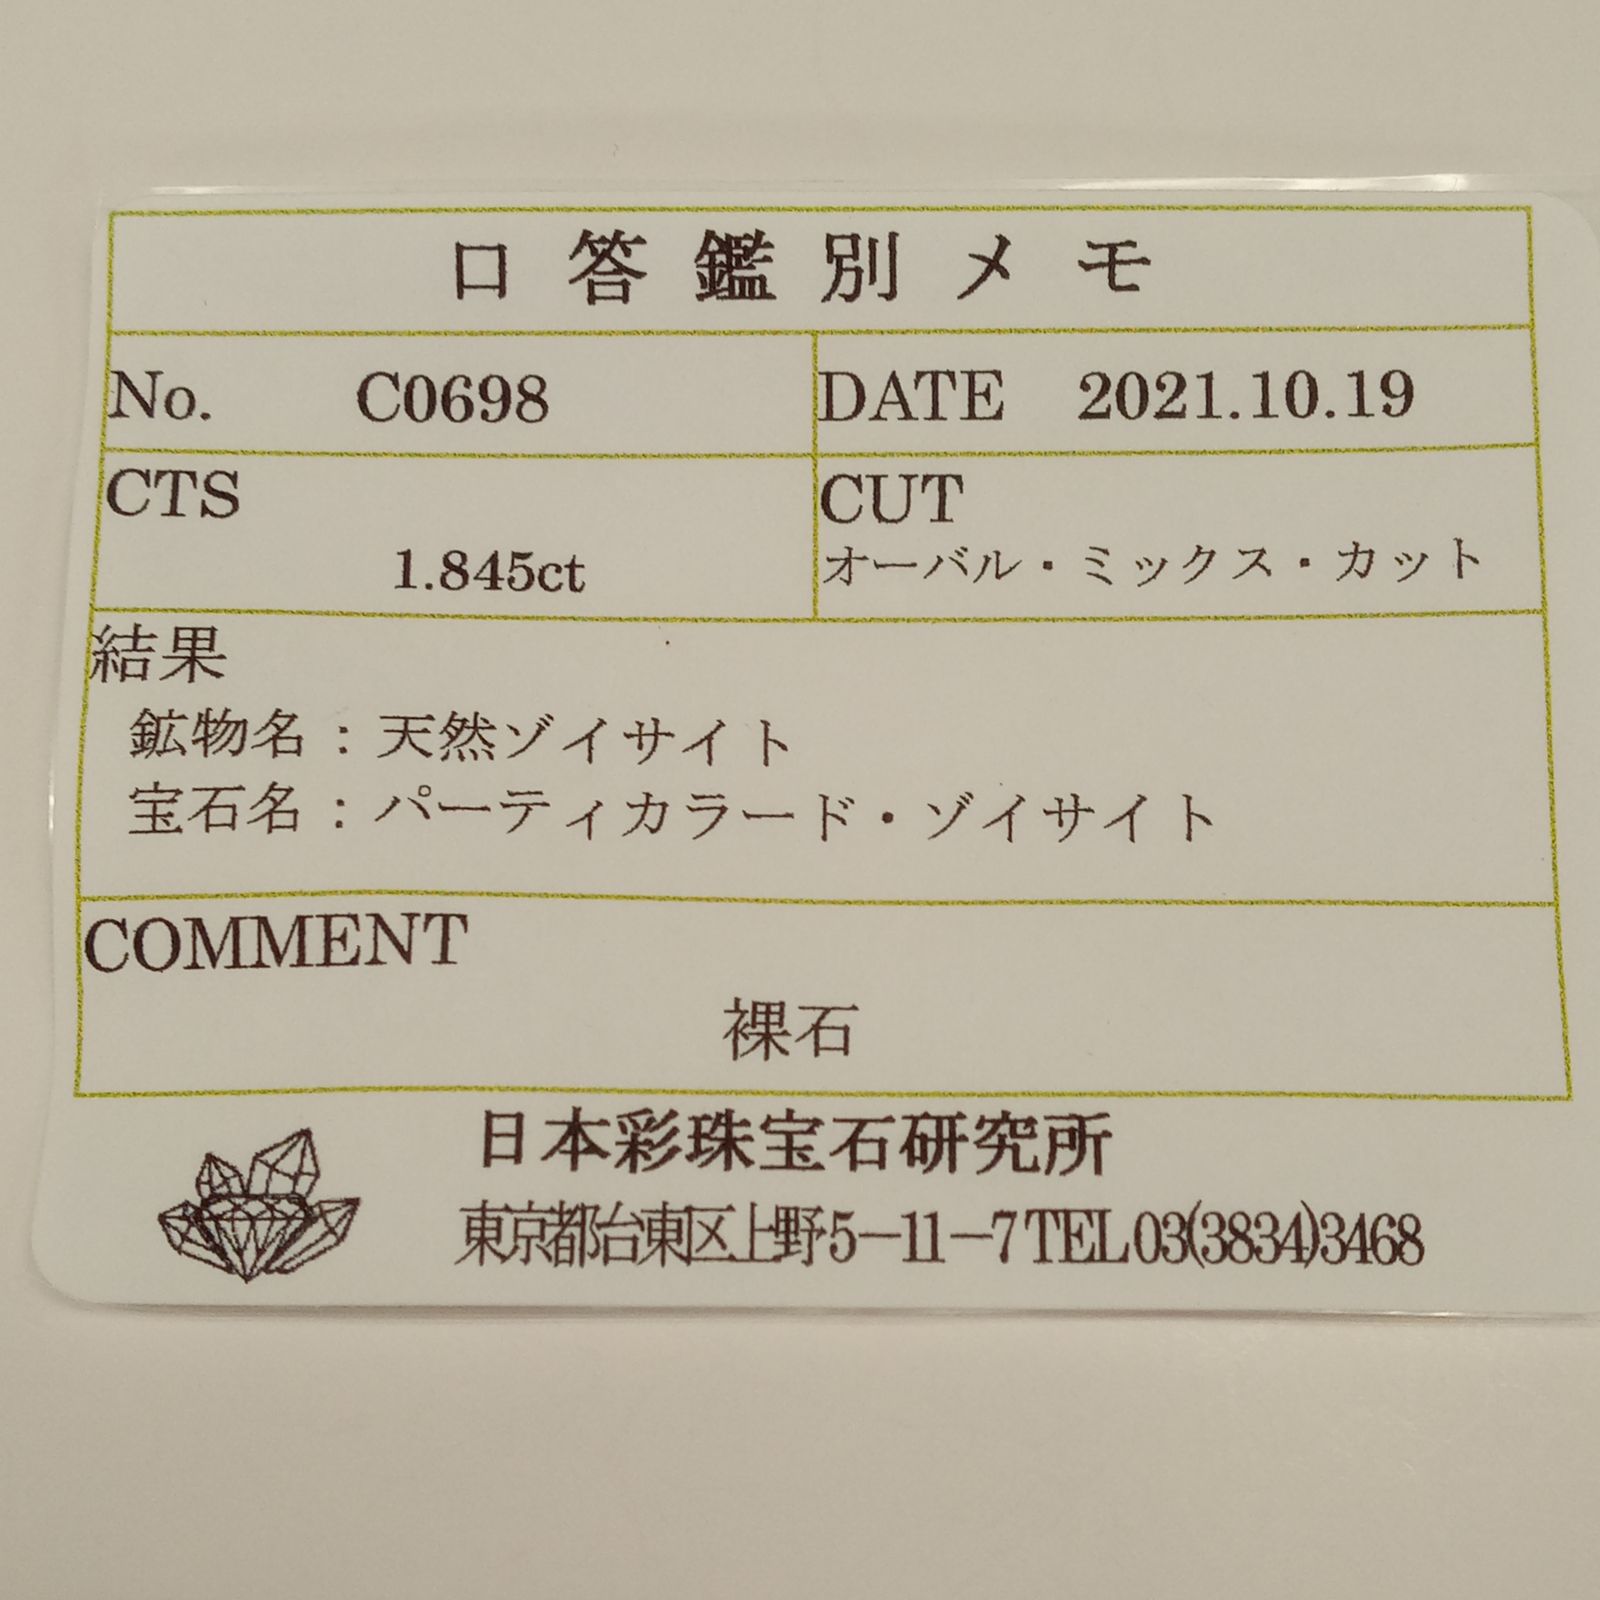 口答鑑別メモ
No. C0698
DATE 2021.10.19
CTS
1.845ct
CUT
オーバル・ミックス・カット
結果
鉱物名：天然ゾイサイト
宝石名：パーティカラード・ゾイサイト
COMMENT
裸石
日本彩珠宝石研究所
東京都台東区上野5－11－7 TEL 03(3834)3468